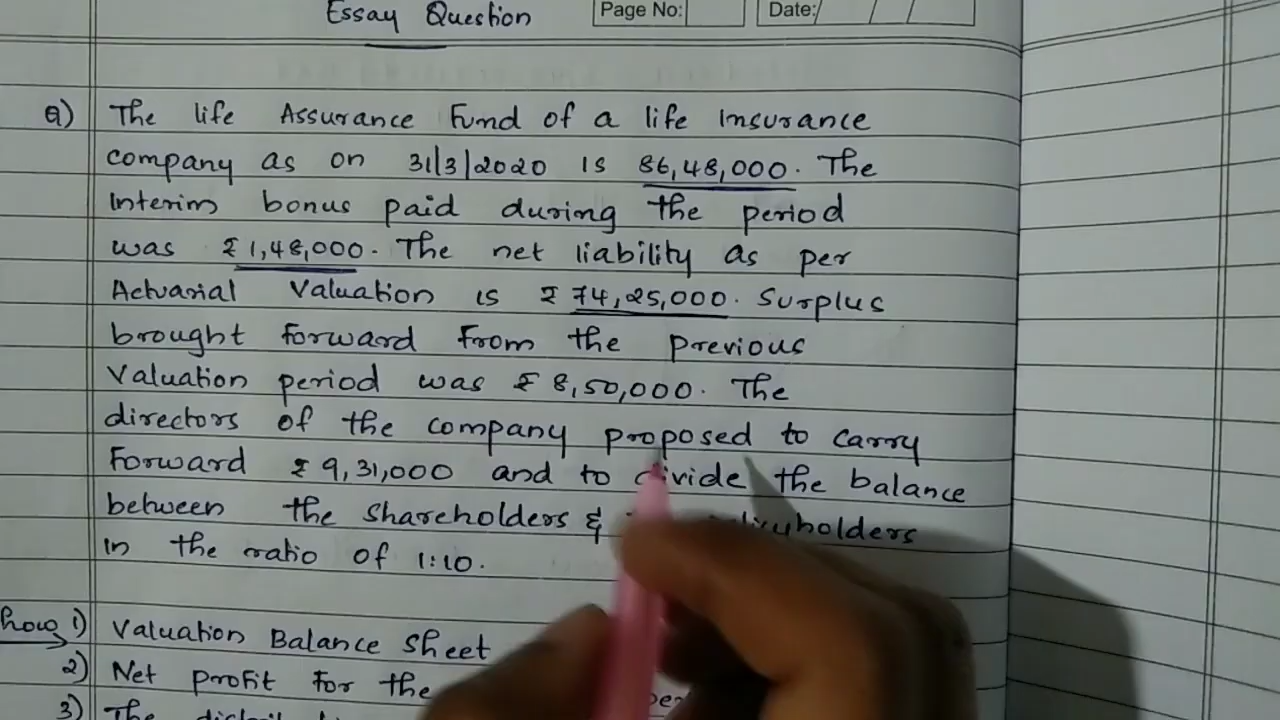 Essay Question
Page No:
Date:
Q) The life Assurance Fund of a life insurance
company as on 31/3/2020 is 86,48,000. The
Interim bonus paid during the period
was ₹ 1,48,000. The net liability as per
Actuarial Valuation is ₹ 74,25,000. Surplus
brought forward from the previous
Valuation period was ₹ 8,50,000. The
directors of the company proposed to carry
Forward ₹ 9,31,000 and to divide the balance
between the shareholders &
In the ratio of 1:10.
1) Valuation Balance sheet
2) Net profit for the
3) The